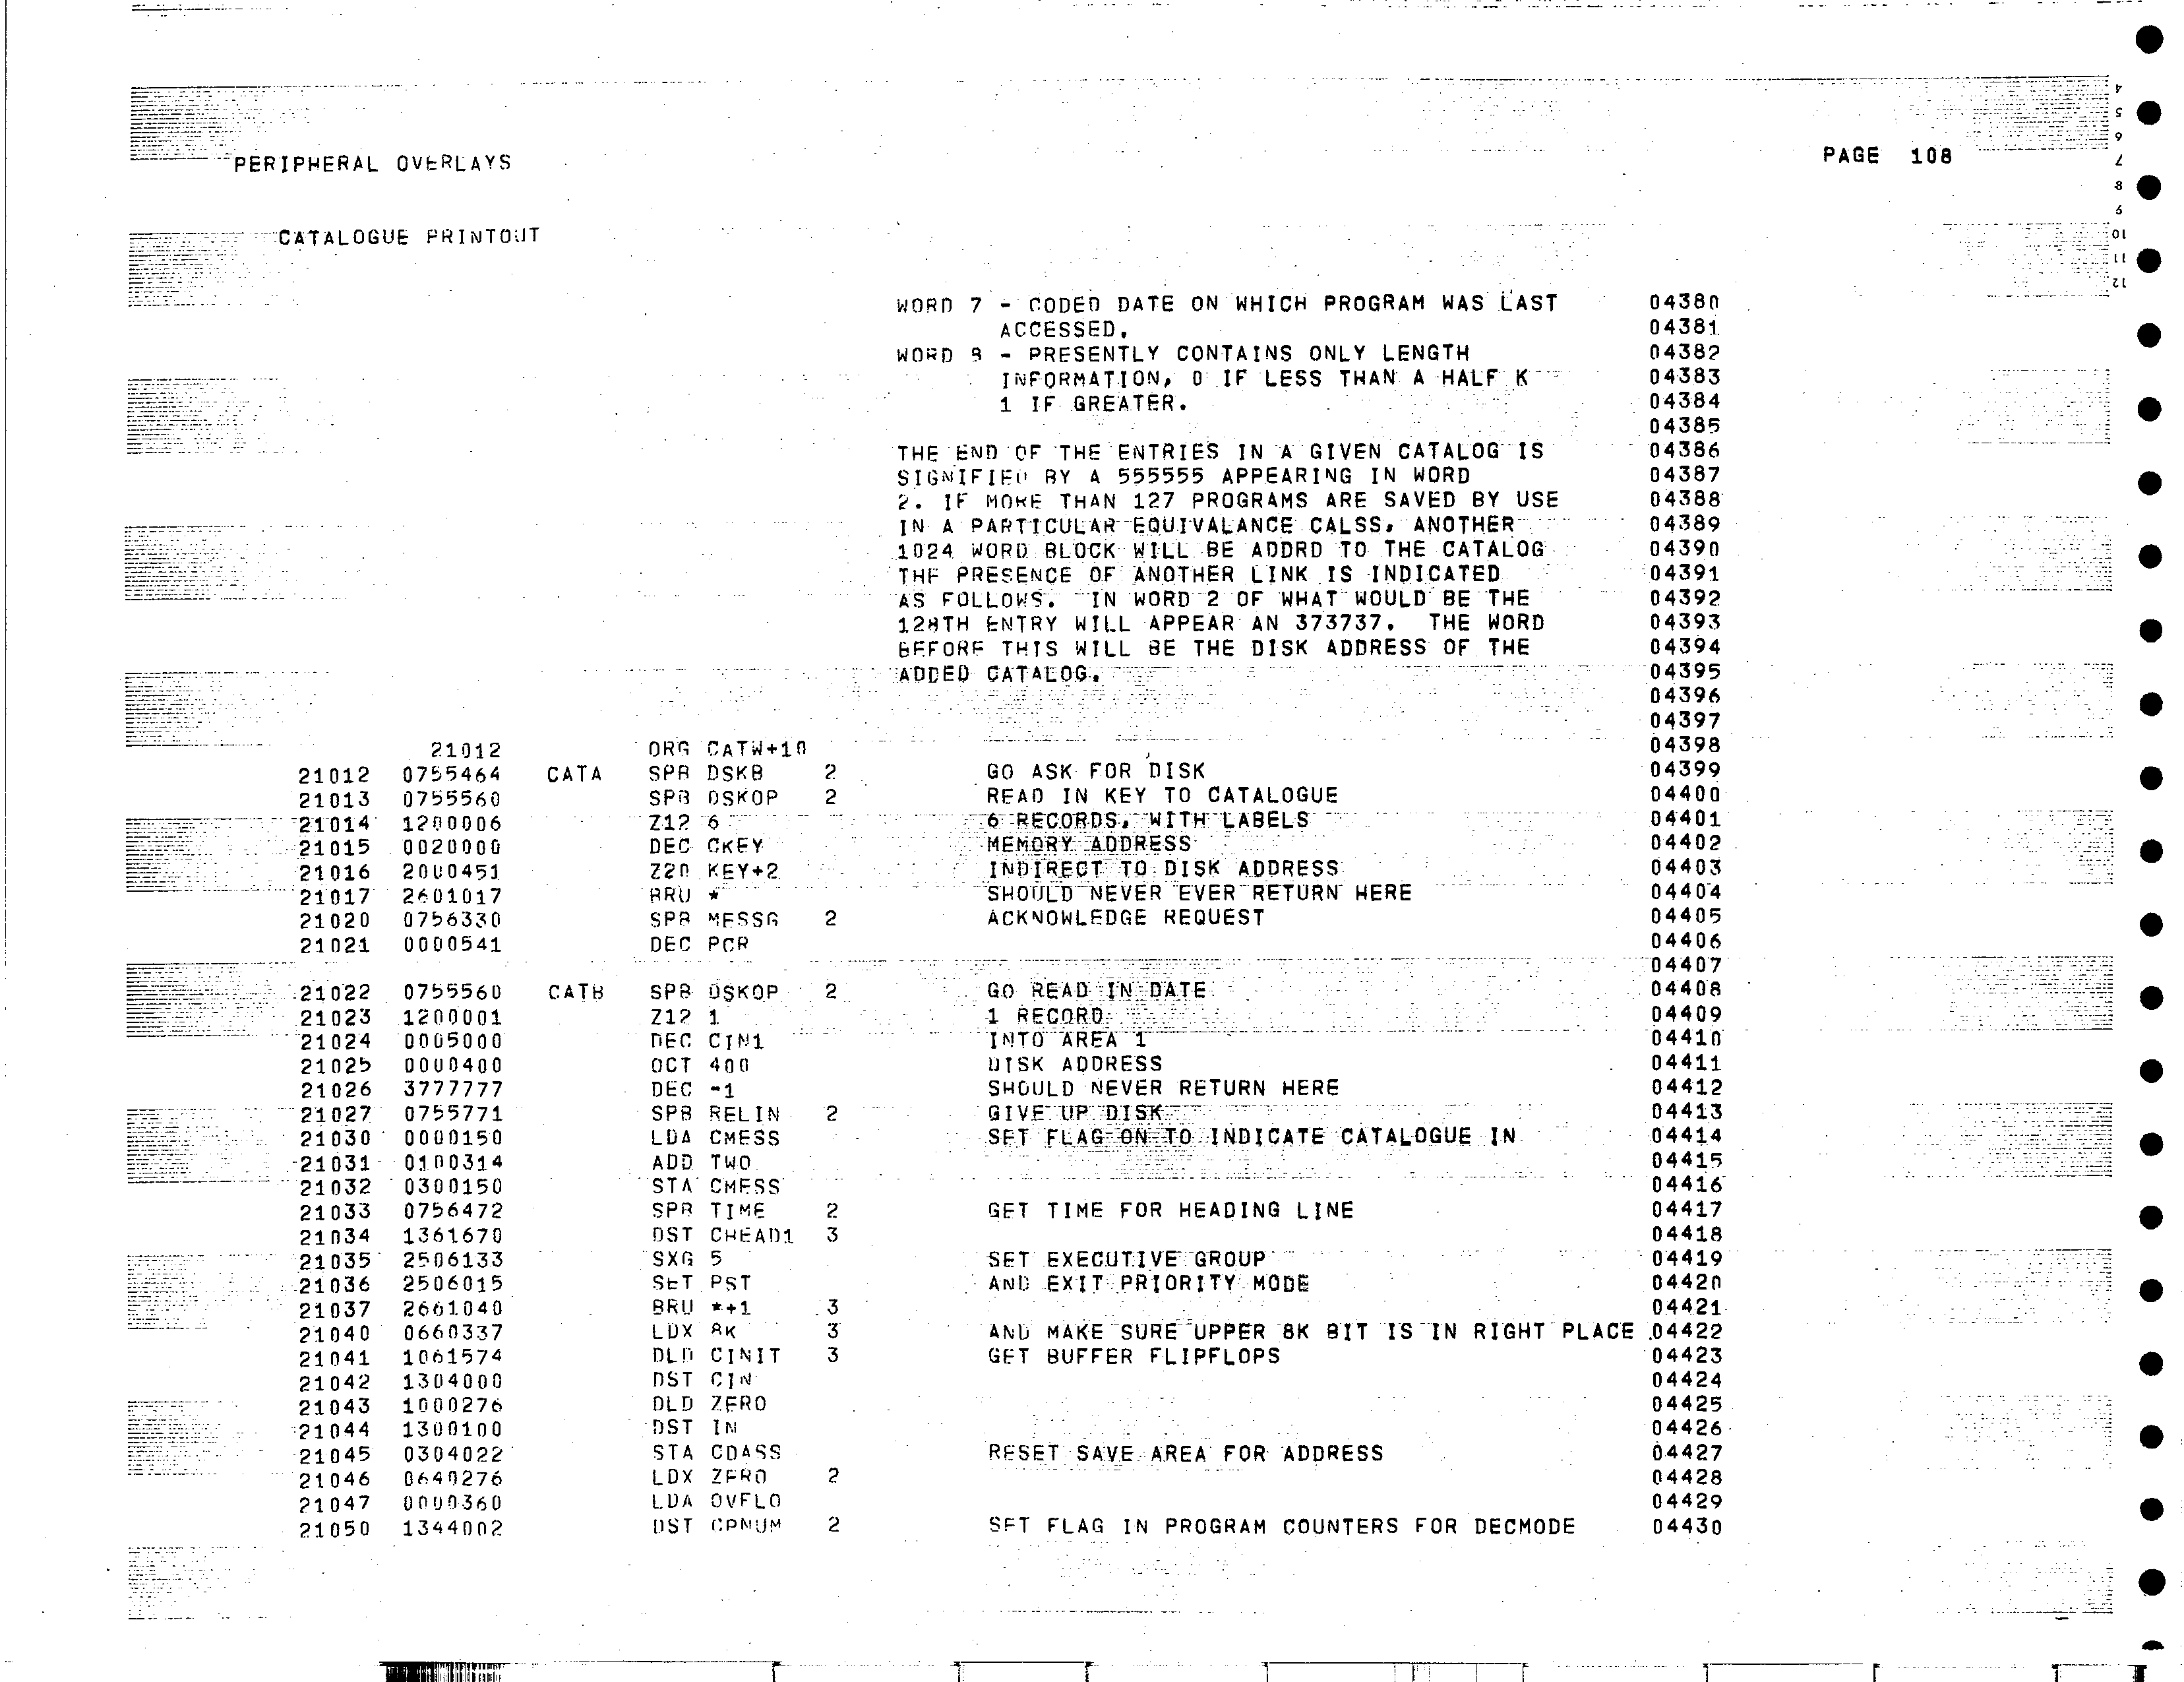 PERIPHERAL OVERLAYS PAGE 108
CATALOGUE PRINTOUT
WORD 7 - CODED DATE ON WHICH PROGRAM WAS LAST 04380
ACCESSED. 04381
WORD 8 - PRESENTLY CONTAINS ONLY LENGTH 04382
INFORMATION, 0 IF LESS THAN A HALF K 04383
1 IF GREATER. 04384
04385
THE END OF THE ENTRIES IN A GIVEN CATALOG IS 04386
SIGNIFIED BY A 555555 APPEARING IN WORD 04387
2. IF MORE THAN 127 PROGRAMS ARE SAVED BY USE 04388
IN A PARTICULAR EQUIVALANCE CALSS, ANOTHER 04389
1024 WORD BLOCK WILL BE ADDRD TO THE CATALOG 04390
THE PRESENCE OF ANOTHER LINK IS INDICATED 04391
AS FOLLOWS. IN WORD 2 OF WHAT WOULD BE THE 04392
128TH ENTRY WILL APPEAR AN 373737. THE WORD 04393
BEFORE THIS WILL BE THE DISK ADDRESS OF THE 04394
ADDED CATALOG. 04395
04396
04397
21012 ORG CATW+10 04398
21012 0755464 CATA SPB DSKB 2 GO ASK FOR DISK 04399
21013 0755560 SPB DSKOP 2 READ IN KEY TO CATALOGUE 04400
21014 1200006 Z12 6 6 RECORDS, WITH LABELS 04401
21015 0020000 DEC CKEY MEMORY ADDRESS 04402
21016 2000451 Z20 KEY+2 INDIRECT TO DISK ADDRESS 04403
21017 2601017 BRU * SHOULD NEVER EVER RETURN HERE 04404
21020 0756330 SPB MESSG 2 ACKNOWLEDGE REQUEST 04405
21021 0000541 DEC PCR 04406
04407
21022 0755560 CATB SPB DSKOP 2 GO READ IN DATE 04408
21023 1200001 Z12 1 1 RECORD 04409
21024 0005000 DEC CIN1 INTO AREA 1 04410
21025 0000400 OCT 400 DISK ADDRESS 04411
21026 3777777 DEC -1 SHOULD NEVER RETURN HERE 04412
21027 0755771 SPB RELIN 2 GIVE UP DISK 04413
21030 0000150 LDA CMESS SET FLAG ON TO INDICATE CATALOGUE IN 04414
21031 0100314 ADD TWO 04415
21032 0300150 STA CMESS 04416
21033 0756472 SPB TIME 2 GET TIME FOR HEADING LINE 04417
21034 1361670 DST CHEAD1 3 04418
21035 2506133 SXG 5 SET EXECUTIVE GROUP 04419
21036 2506015 SET PST AND EXIT PRIORITY MODE 04420
21037 2661040 BRU *+1 3 04421
21040 0660337 LDX 8K 3 AND MAKE SURE UPPER 8K BIT IS IN RIGHT PLACE 04422
21041 1061574 DLD CINIT 3 GET BUFFER FLIPFLOPS 04423
21042 1304000 DST CIN 04424
21043 1000276 DLD ZERO 04425
21044 1300100 DST IN 04426
21045 0304022 STA CDASS RESET SAVE AREA FOR ADDRESS 04427
21046 0640276 LDX ZERO 2 04428
21047 0000360 LDA OVFLO 04429
21050 1344002 DST CPNUM 2 SET FLAG IN PROGRAM COUNTERS FOR DECMODE 04430
4
5
6
7
8
9
10
11
12